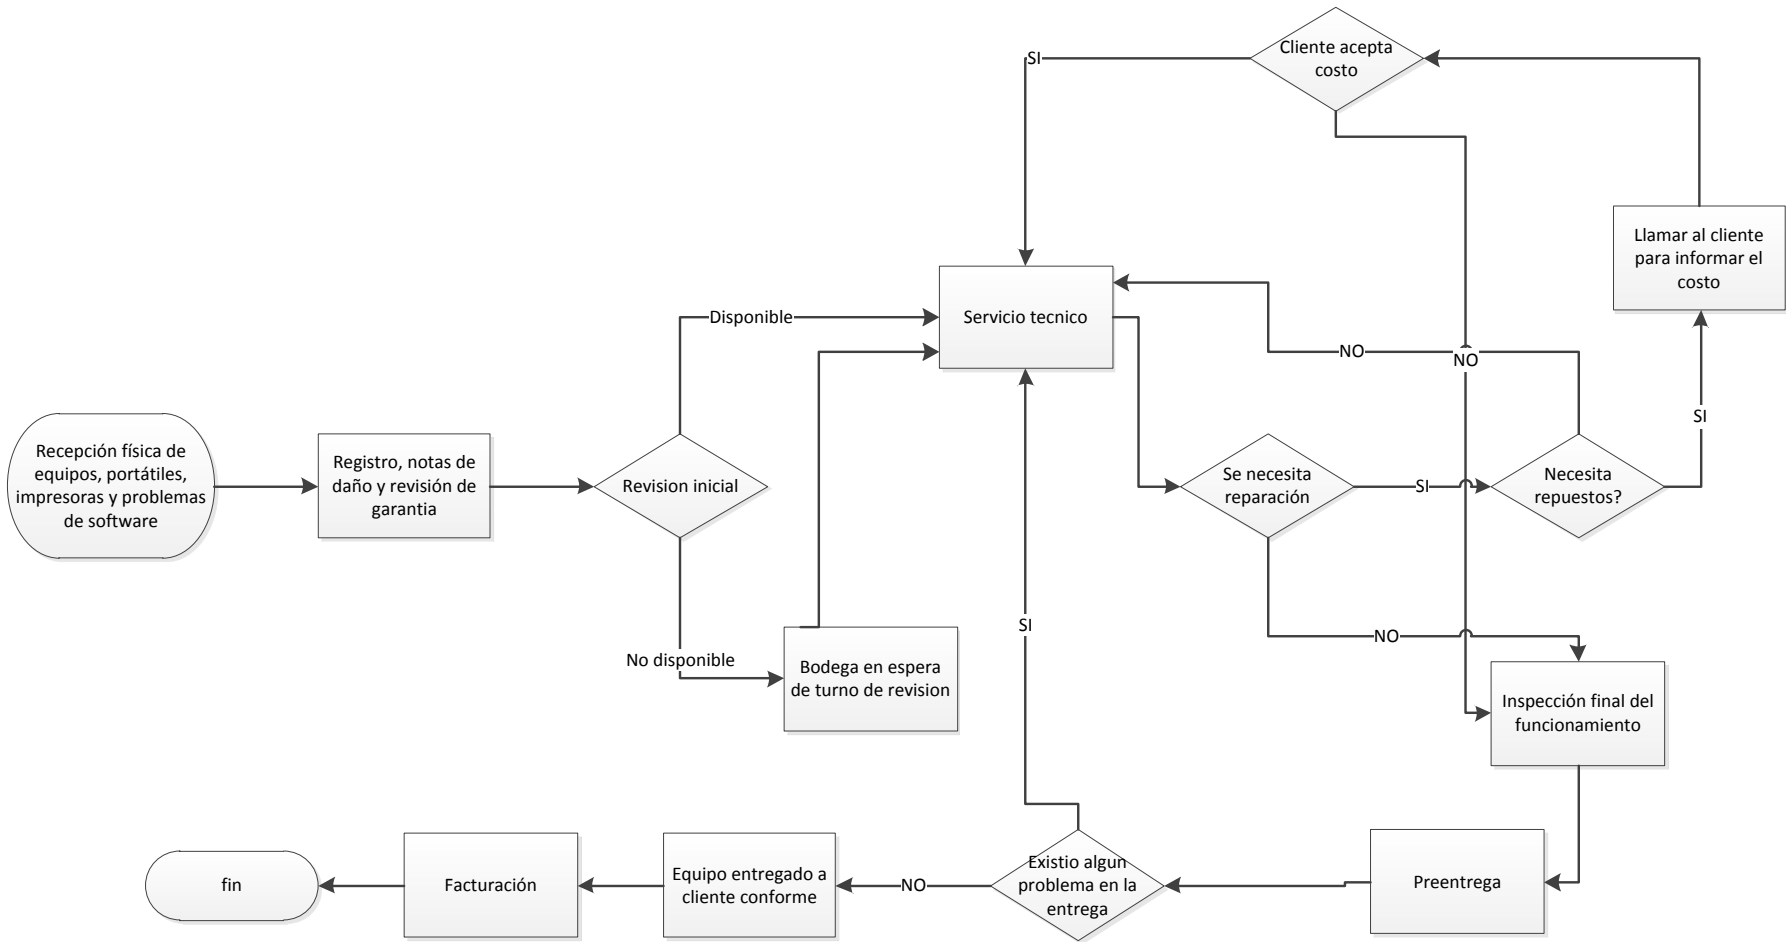 Cliente acepta
costo
SI
Llamar al cliente
para informar el
costo
Servicio tecnico
Disponible
NO
NO
SI
Recepción física de
equipos, portátiles,
impresoras y problemas
de software
Registro, notas de
daño y revisión de
garantia
Revision inicial
Se necesita
reparación
SI
Necesita
repuestos?
SI
NO
No disponible
Bodega en espera
de turno de revision
Inspección final del
funcionamiento
fin
Facturación
Equipo entregado a
cliente conforme
NO
Existio algun
problema en la
entrega
Preentrega